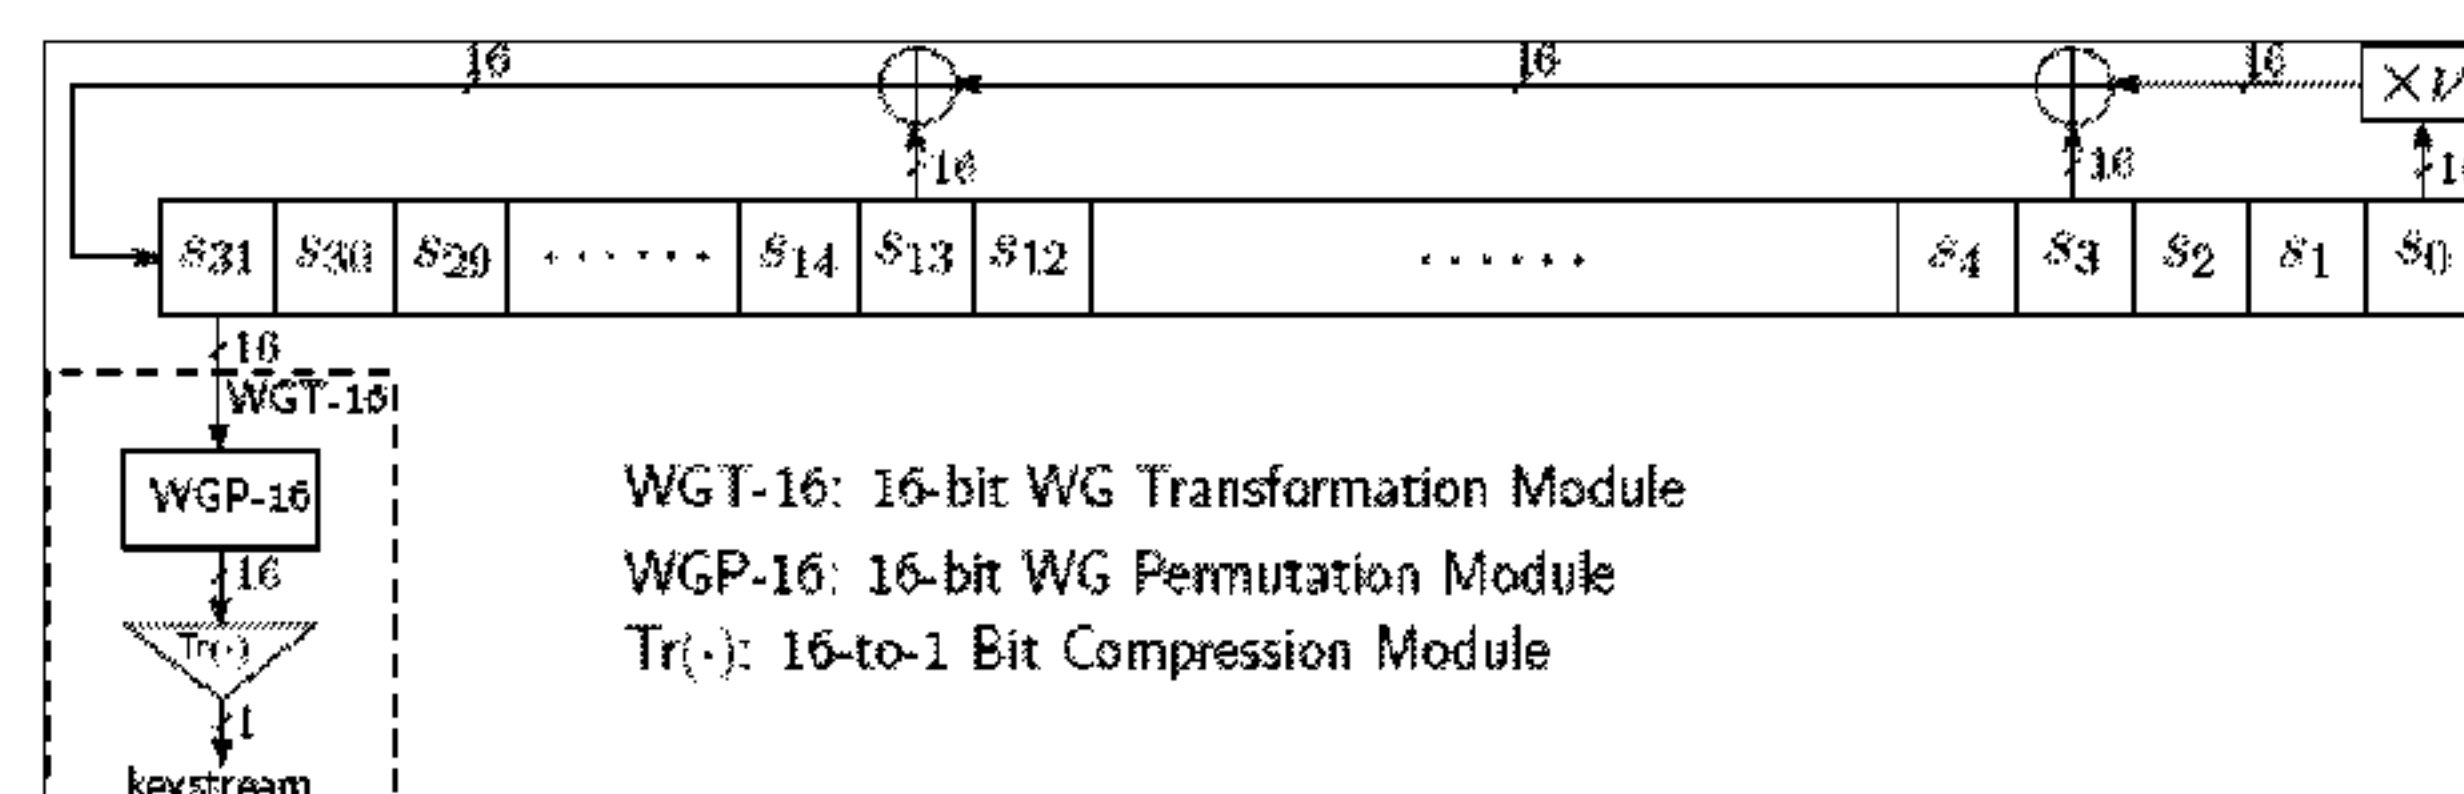 16 16 16 ×ν
16 16
s31 s30 s29 ...... s14 s13 s12 ...... s4 s3 s2 s1 s0
16
WGT-16
WGP-16
16
Tr(·)
1
keystream
WGT-16: 16-bit WG Transformation Module
WGP-16: 16-bit WG Permutation Module
Tr(·): 16-to-1 Bit Compression Module